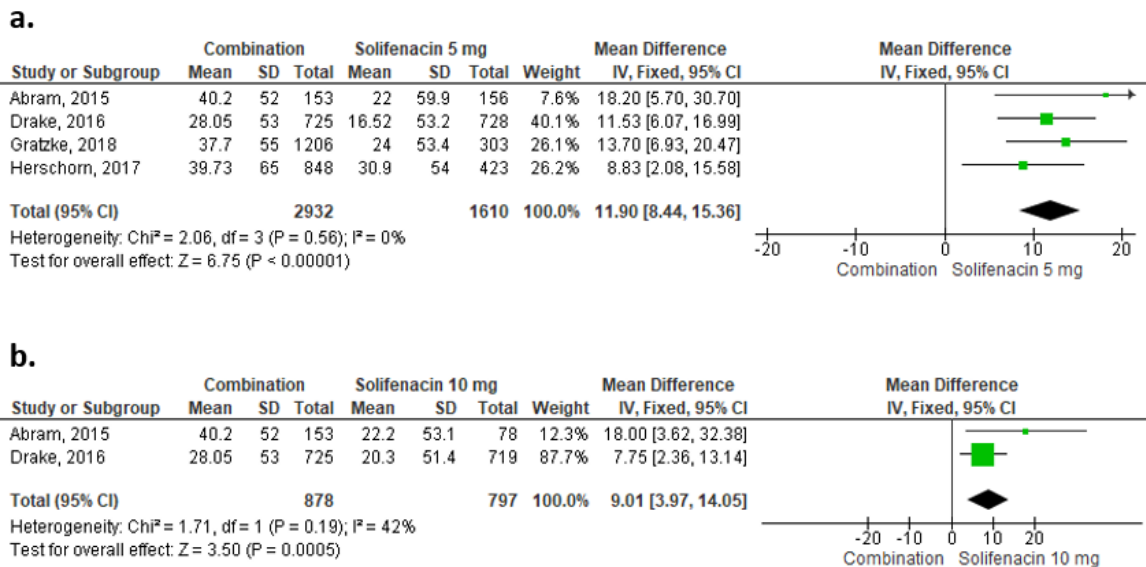 a.
Combination Solifenacin 5 mg Mean Difference Mean Difference
Study or Subgroup Mean SD Total Mean SD Total Weight IV, Fixed, 95% CI IV, Fixed, 95% CI
Abram, 2015 40.2 52 153 22 59.9 156 7.6% 18.20 [5.70, 30.70]
Drake, 2016 28.05 53 725 16.52 53.2 728 40.1% 11.53 [6.07, 16.99]
Gratzke, 2018 37.7 55 1206 24 53.4 303 26.1% 13.70 [6.93, 20.47]
Herschorn, 2017 39.73 65 848 30.9 54 423 26.2% 8.83 [2.08, 15.58]
Total (95% CI) 2932 1610 100.0% 11.90 [8.44, 15.36]
Heterogeneity: Chi² = 2.06, df = 3 (P = 0.56); I² = 0%
Test for overall effect: Z = 6.75 (P < 0.00001)
-20 -10 0 10 20
Combination Solifenacin 5 mg
b.
Combination Solifenacin 10 mg Mean Difference Mean Difference
Study or Subgroup Mean SD Total Mean SD Total Weight IV, Fixed, 95% CI IV, Fixed, 95% CI
Abram, 2015 40.2 52 153 22.2 53.1 78 12.3% 18.00 [3.62, 32.38]
Drake, 2016 28.05 53 725 20.3 51.4 719 87.7% 7.75 [2.36, 13.14]
Total (95% CI) 878 797 100.0% 9.01 [3.97, 14.05]
Heterogeneity: Chi² = 1.71, df = 1 (P = 0.19); I² = 42%
Test for overall effect: Z = 3.50 (P = 0.0005)
-20 -10 0 10 20
Combination Solifenacin 10 mg